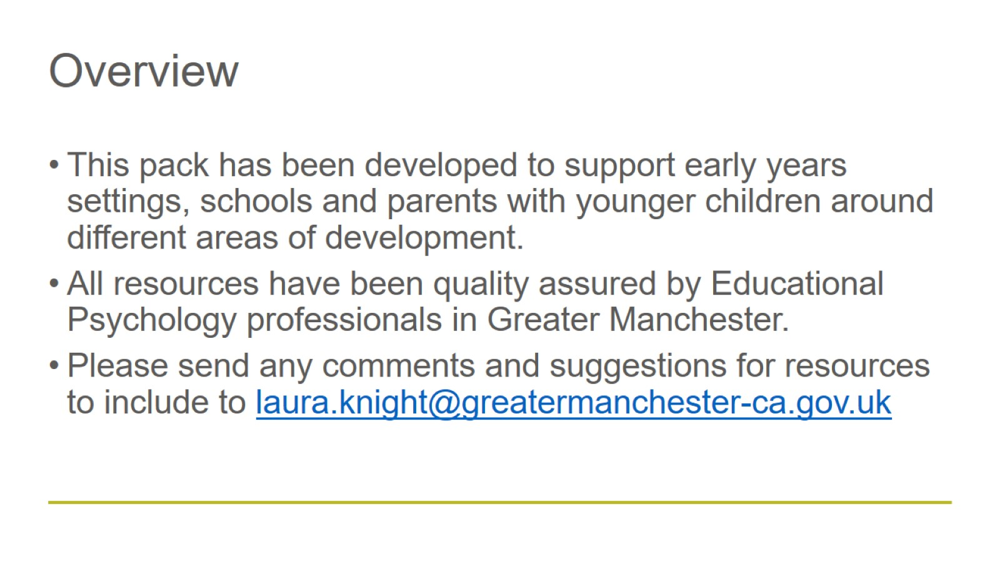 Overview
• This pack has been developed to support early years
settings, schools and parents with younger children around
different areas of development.
• All resources have been quality assured by Educational
Psychology professionals in Greater Manchester.
• Please send any comments and suggestions for resources
to include to laura.knight@greatermanchester-ca.gov.uk